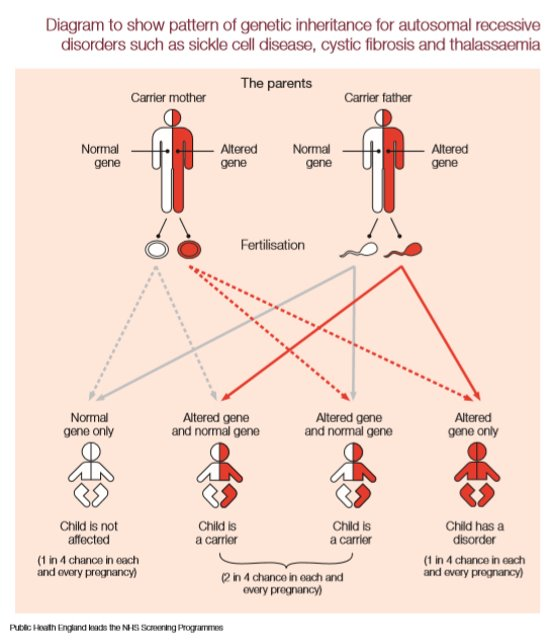 Diagram to show pattern of genetic inheritance for autosomal recessive
disorders such as sickle cell disease, cystic fibrosis and thalassaemia
The parents
Carrier mother
Carrier father
Normal
gene
Altered
gene
Normal
gene
Altered
gene
Fertilisation
Normal
gene only
Altered gene
and normal gene
Altered gene
and normal gene
Altered
gene only
Child is not
affected
Child is
a carrier
Child is
a carrier
Child has a
disorder
(1 in 4 chance in each
and every pregnancy)
(2 in 4 chance in each and
every pregnancy)
(1 in 4 chance in each
and every pregnancy)
Public Health England leads the NHS Screening Programmes